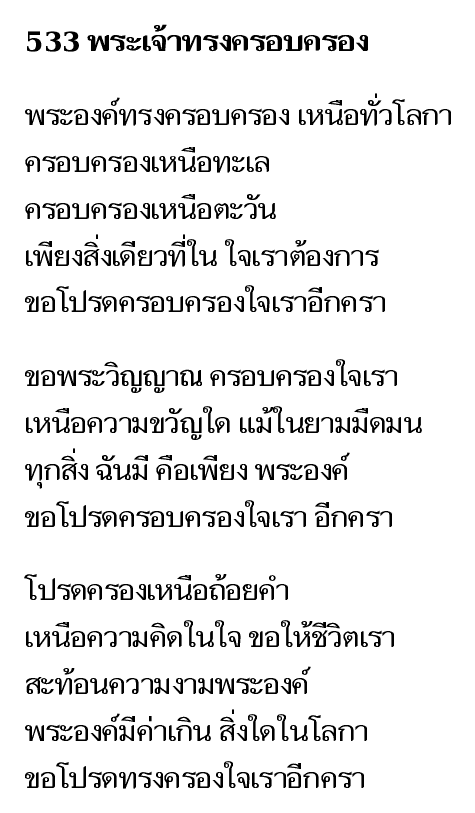 533 พระเจ้าทรงครอบครอง
พระองค์ทรงครอบครอง เหนือทั่วโลกา
ครอบครองเหนือทะเล
ครอบครองเหนือตะวัน
เพียงสิ่งเดียวที่ใน ใจเราต้องการ
ขอโปรดครอบครองใจเราอีกครา
ขอพระวิญญาณ ครอบครองใจเรา
เหนือความขวัญใด แม้ในยามมืดมน
ทุกสิ่ง ฉันมี คือเพียง พระองค์
ขอโปรดครอบครองใจเรา อีกครา
โปรดครองเหนือถ้อยคำ
เหนือความคิดในใจ ขอให้ชีวิตเรา
สะท้อนความงามพระองค์
พระองค์มีค่าเกิน สิ่งใดในโลกา
ขอโปรดทรงครองใจเราอีกครา